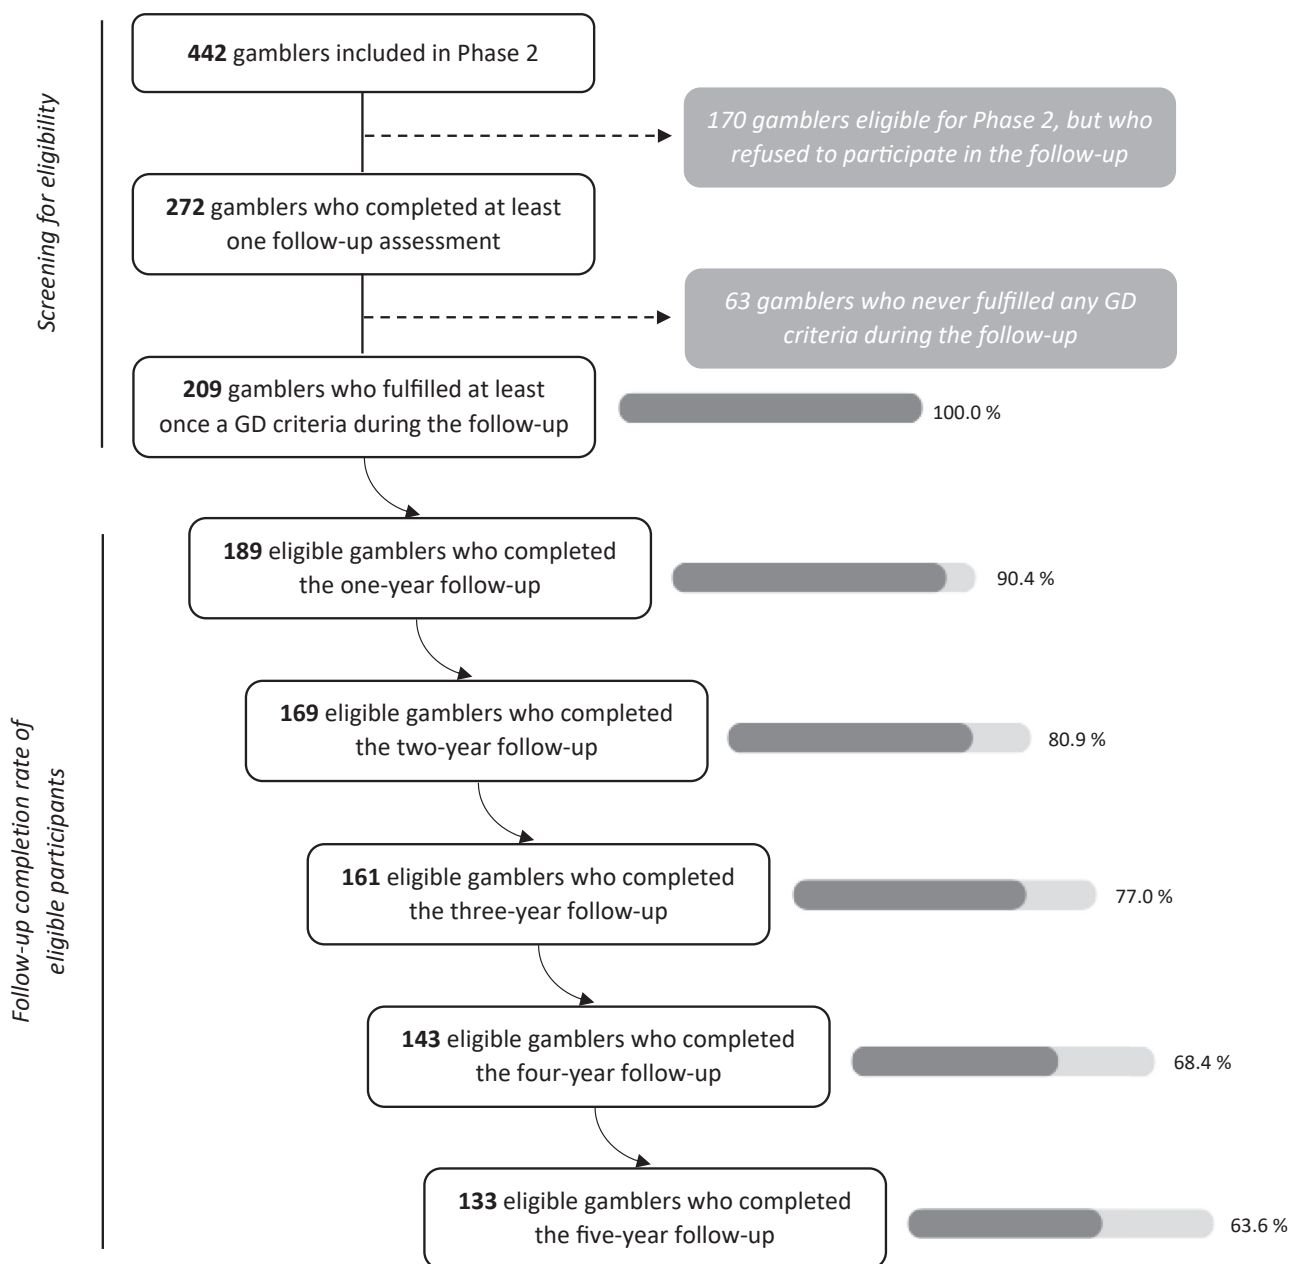 Screening for eligibility
442 gamblers included in Phase 2
170 gamblers eligible for Phase 2, but who
refused to participate in the follow-up
272 gamblers who completed at least
one follow-up assessment
63 gamblers who never fulfilled any GD
criteria during the follow-up
209 gamblers who fulfilled at least
once a GD criteria during the follow-up
100.0 %
Follow-up completion rate of
eligible participants
189 eligible gamblers who completed
the one-year follow-up
90.4 %
169 eligible gamblers who completed
the two-year follow-up
80.9 %
161 eligible gamblers who completed
the three-year follow-up
77.0 %
143 eligible gamblers who completed
the four-year follow-up
68.4 %
133 eligible gamblers who completed
the five-year follow-up
63.6 %